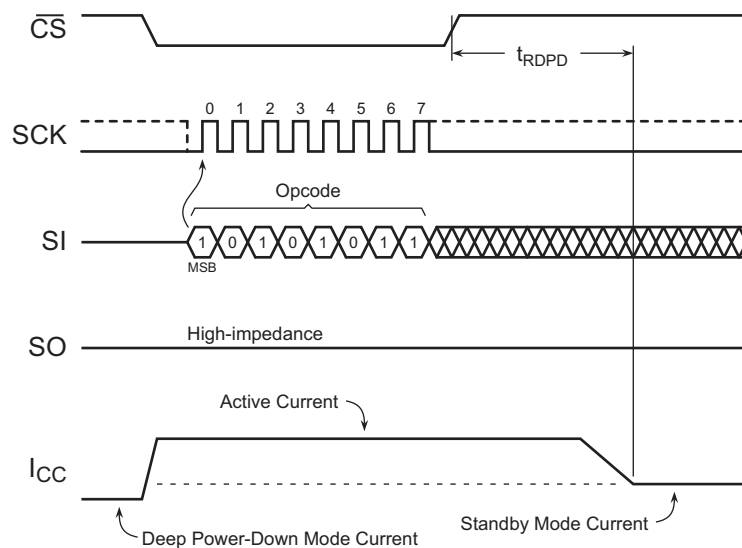 C̅S̅
tRDPD
0 1 2 3 4 5 6 7
SCK
Opcode
SI
1 0 1 0 1 0 1 1
MSB
High-impedance
SO
Active Current
ICC
Standby Mode Current
Deep Power-Down Mode Current